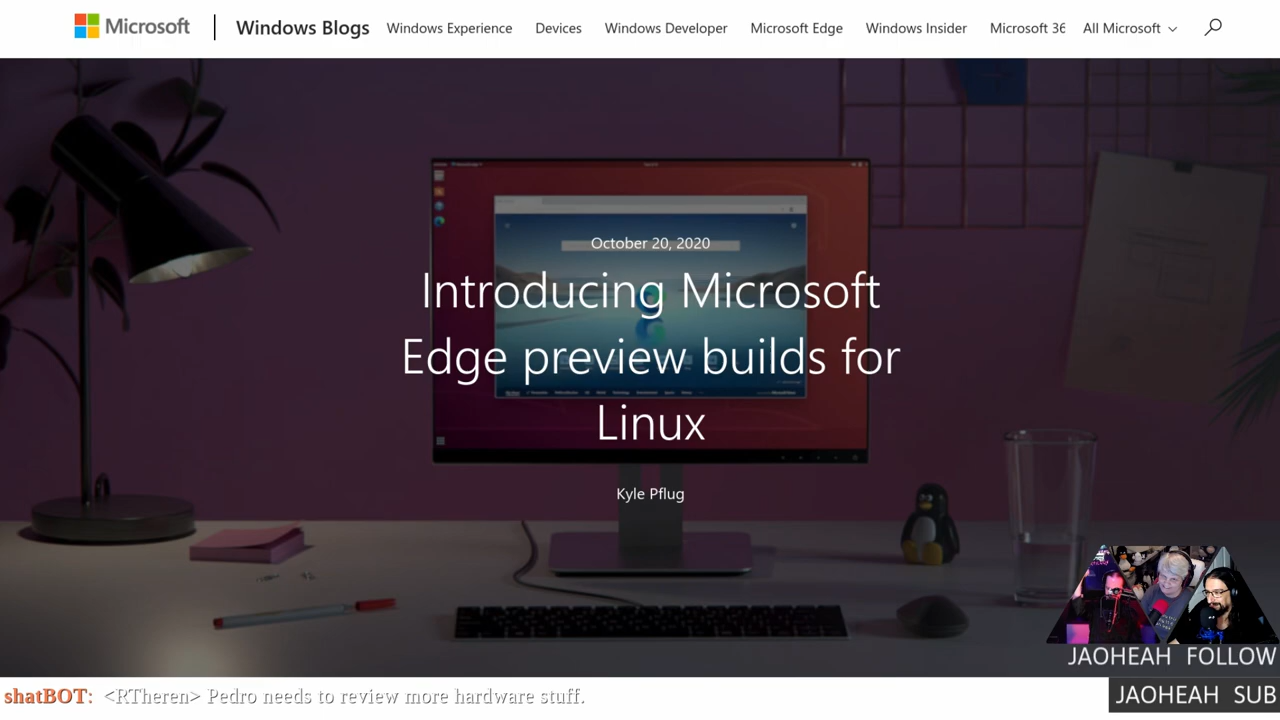 Microsoft
Windows Blogs
Windows Experience
Devices
Windows Developer
Microsoft Edge
Windows Insider
Microsoft 36
All Microsoft
October 20, 2020
Introducing Microsoft
Edge preview builds for
Linux
Kyle Pflug
JAOHEAH FOLLOW
JAOHEAH SUB
shatBOT: <RTheren> Pedro needs to review more hardware stuff.